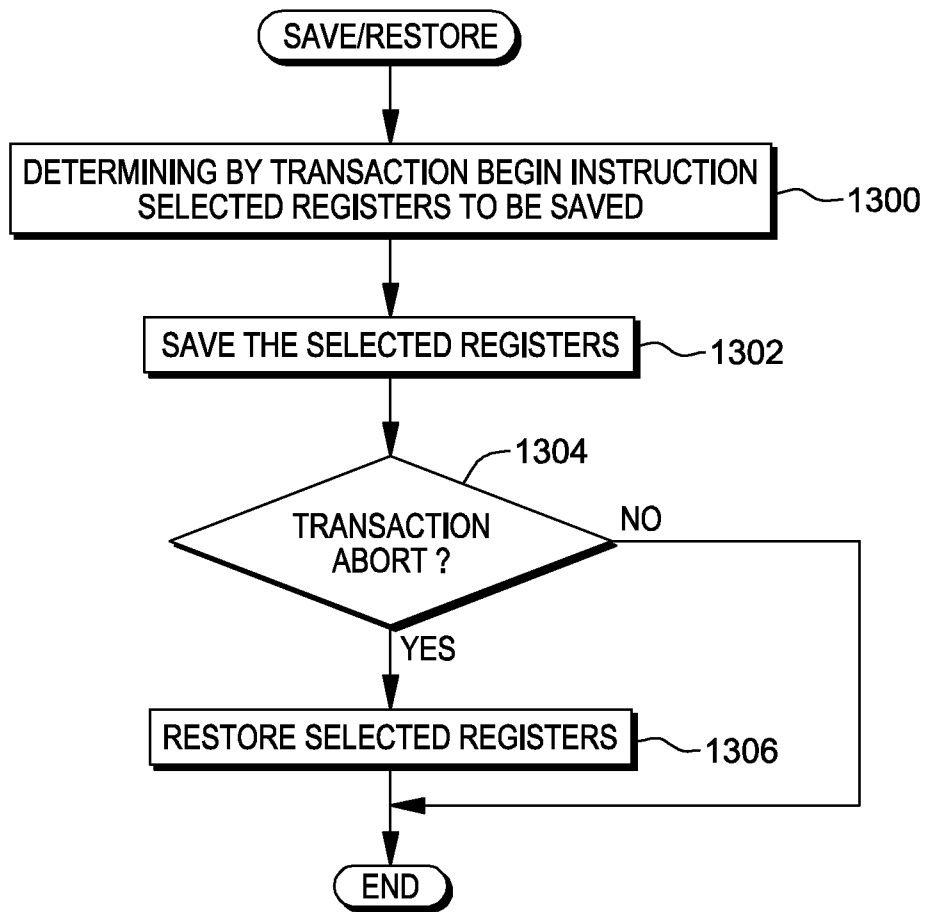 SAVE/RESTORE
DETERMINING BY TRANSACTION BEGIN INSTRUCTION
SELECTED REGISTERS TO BE SAVED
1300
SAVE THE SELECTED REGISTERS
1302
1304
TRANSACTION
ABORT ?
NO
YES
RESTORE SELECTED REGISTERS
1306
END